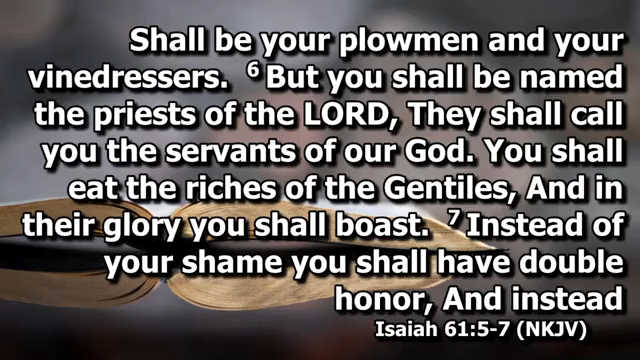 Shall be your plowmen and your
vinedressers. 6 But you shall be named
the priests of the LORD, They shall call
you the servants of our God. You shall
eat the riches of the Gentiles, And in
their glory you shall boast. 7 Instead of
your shame you shall have double
honor, And instead
Isaiah 61:5-7 (NKJV)